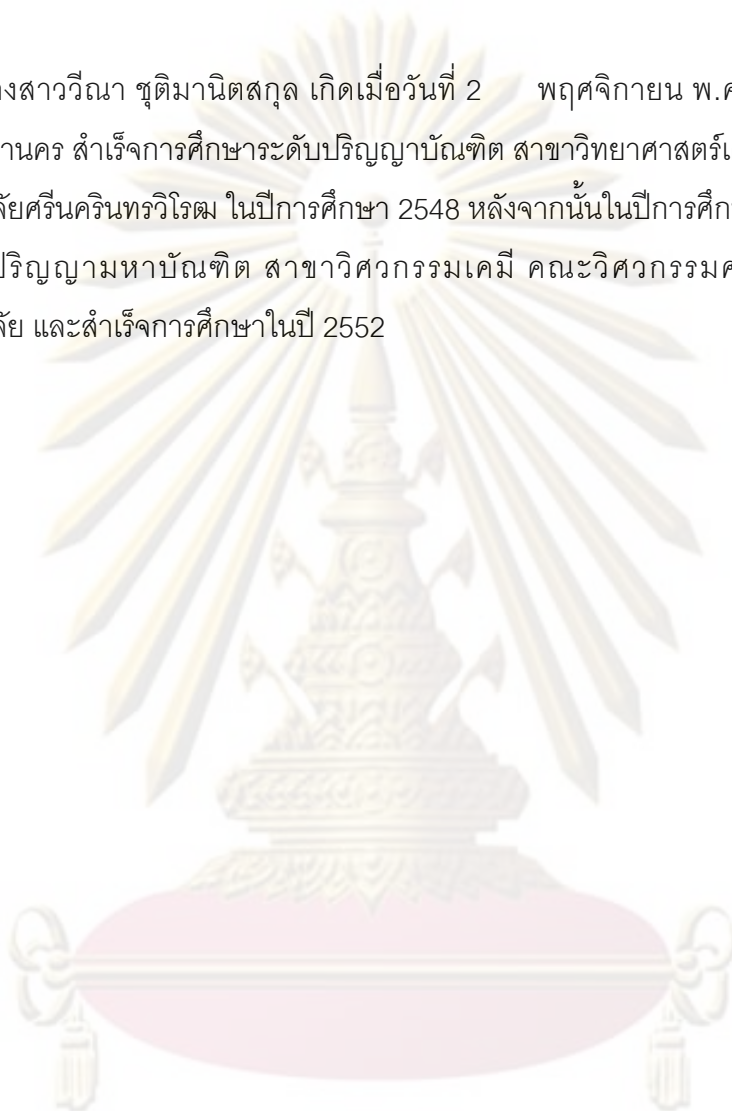 งสาววีณา ชุติมานิตสกุล เกิดเมื่อวันที่ 2 พฤศจิกายน พ.ศ
านคร สำเร็จการศึกษาระดับปริญญาบัณฑิต สาขาวิทยาศาสตร์เ
ลัยศรีนครินทรวิโรฒ ในปีการศึกษา 2548 หลังจากนั้นในปีการศึก
ปริญญามหาบัณฑิต สาขาวิศวกรรมเคมี คณะวิศวกรรมศ
ลัย และสำเร็จการศึกษาในปี 2552